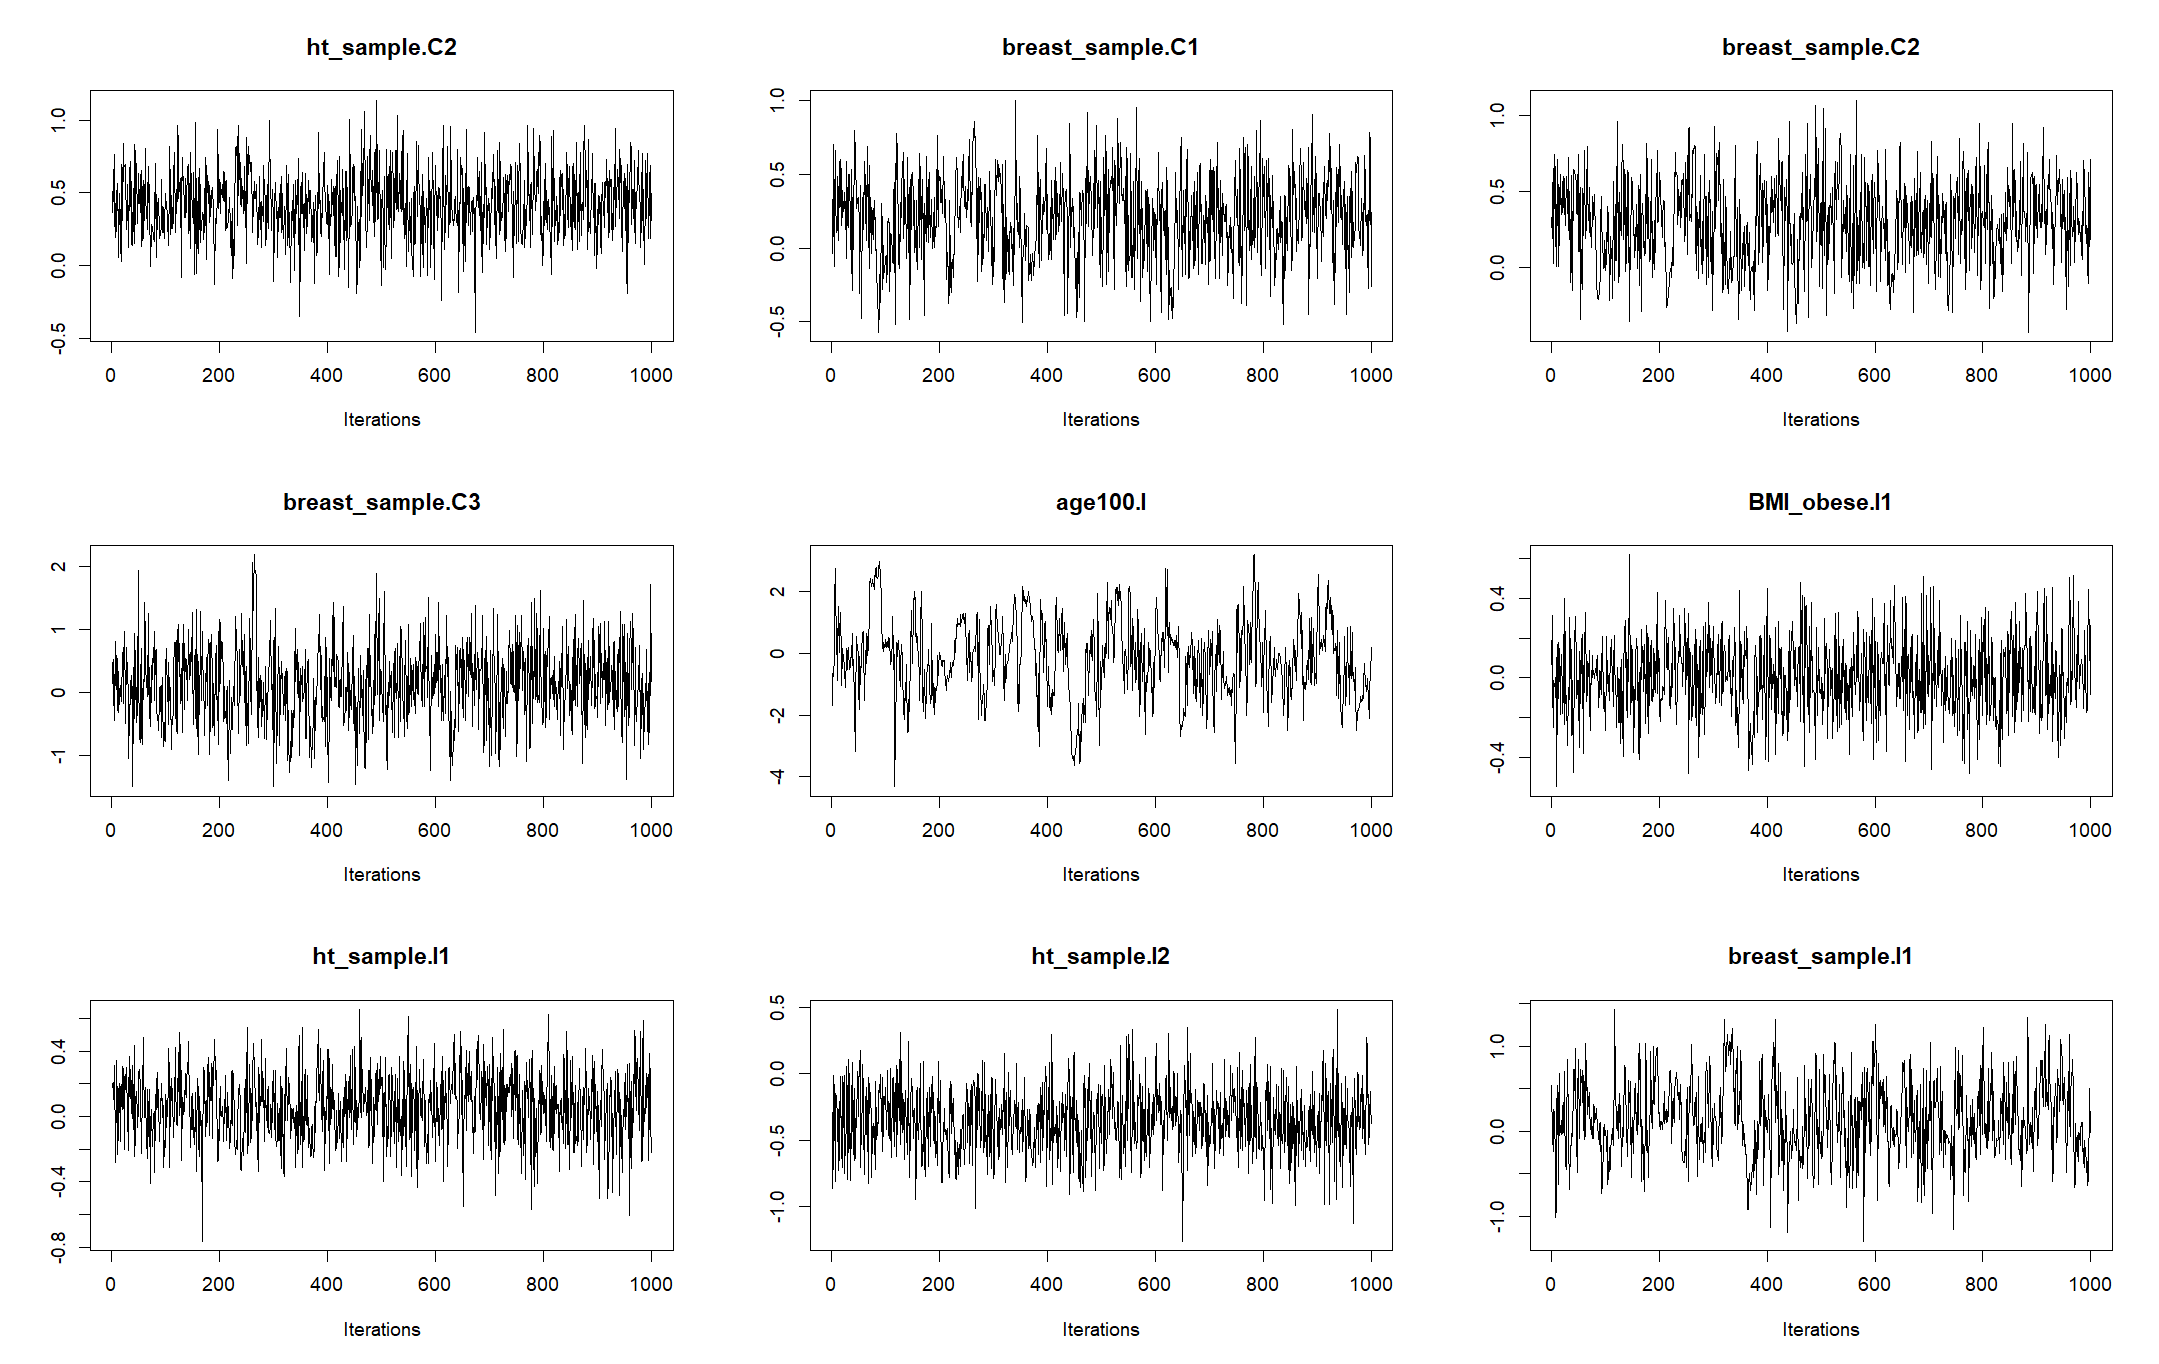 ht_sample.C2 breast_sample.C1 breast_sample.C2
1.0 1.0 1.0
0.5 0.5 0.5
0.0 0.0 0.0
-0.5 -0.5
0 200 400 600 800 1000 0 200 400 600 800 1000 0 200 400 600 800 1000
Iterations Iterations Iterations
breast_sample.C3 age100.I BMI_obese.I1
2 2 0.4
1 0 0.0
0 -2 -0.4
-1 -4
0 200 400 600 800 1000 0 200 400 600 800 1000 0 200 400 600 800 1000
Iterations Iterations Iterations
ht_sample.I1 ht_sample.I2 breast_sample.I1
0.4 0.5 1.0
0.0 0.0 0.0
-0.4 -0.5 -1.0
-0.8 -1.0
0 200 400 600 800 1000 0 200 400 600 800 1000 0 200 400 600 800 1000
Iterations Iterations Iterations